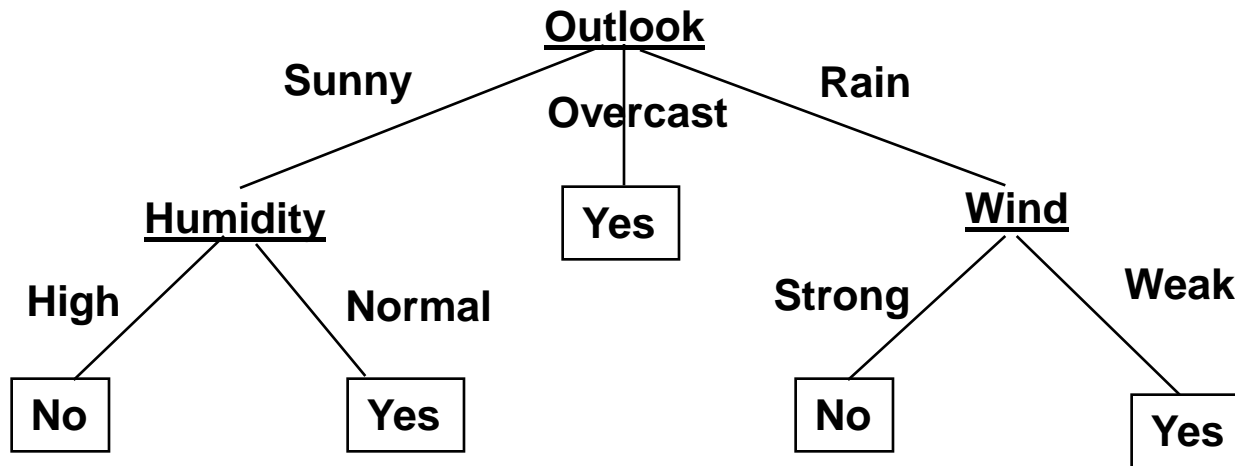 Outlook
Sunny
Overcast
Rain
Humidity
Yes
Wind
High
Normal
Strong
Weak
No
Yes
No
Yes